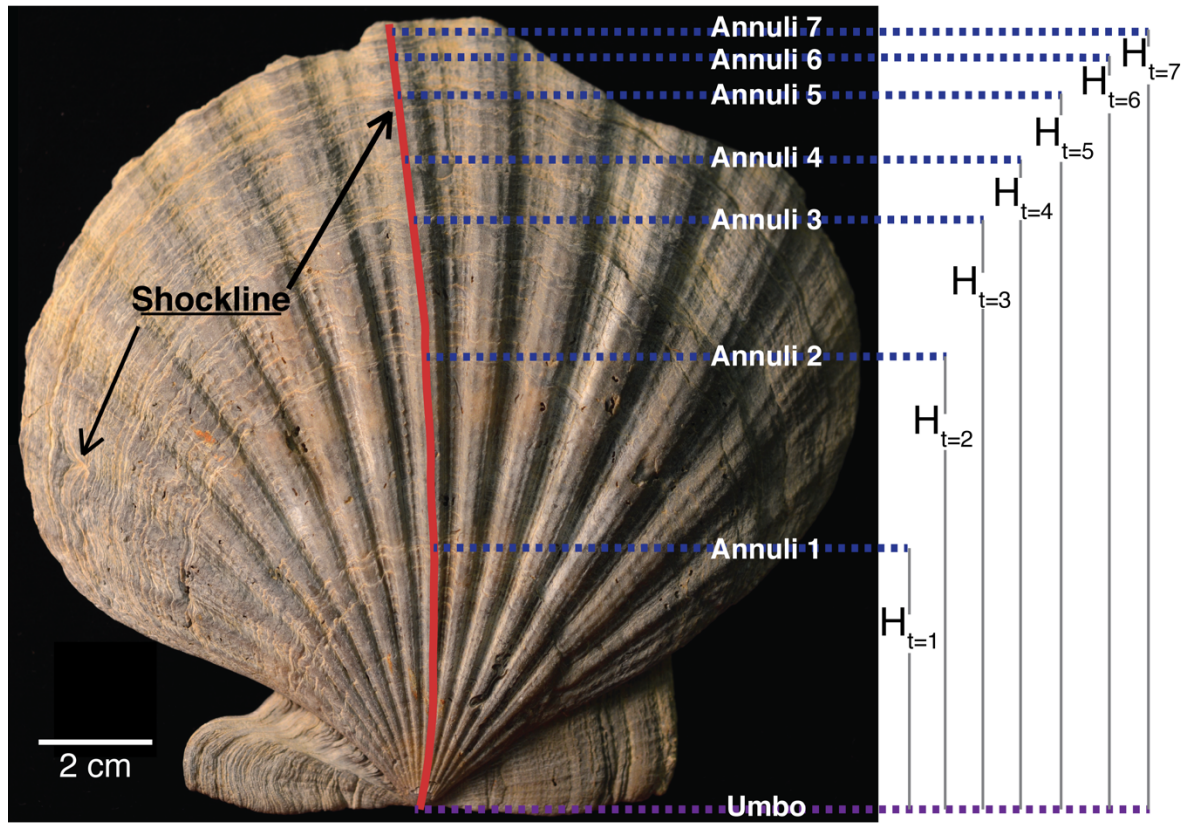 Annuli 7
Annuli 6
Annuli 5
Annuli 4
Annuli 3
Annuli 2
Annuli 1
Umbo
Shockline
2 cm
H t=7
H t=6
H t=5
H t=4
H t=3
H t=2
H t=1